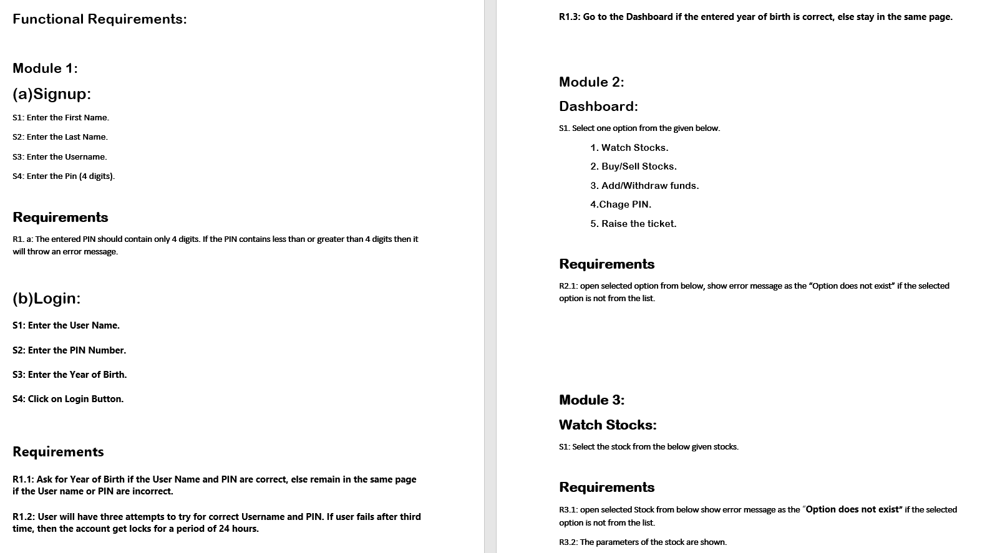 Functional Requirements:
Module 1:
(a)Signup:
S1: Enter the First Name.
S2: Enter the Last Name.
S3: Enter the Username.
S4: Enter the Pin (4 digits).
Requirements
R1. a: The entered PIN should contain only 4 digits. If the PIN contains less than or greater than 4 digits then it
will throw an error message.
(b)Login:
S1: Enter the User Name.
S2: Enter the PIN Number.
S3: Enter the Year of Birth.
S4: Click on Login Button.
Requirements
R1.1: Ask for Year of Birth if the User Name and PIN are correct, else remain in the same page
if the User name or PIN are incorrect.
R1.2: User will have three attempts to try for correct Username and PIN. If user fails after third
time, then the account get locks for a period of 24 hours.
R1.3: Go to the Dashboard if the entered year of birth is correct, else stay in the same page.
Module 2:
Dashboard:
S1. Select one option from the given below.
1. Watch Stocks.
2. Buy/Sell Stocks.
3. Add/Withdraw funds.
4.Chage PIN.
5. Raise the ticket.
Requirements
R2.1: open selected option from below, show error message as the “Option does not exist” if the selected
option is not from the list.
Module 3:
Watch Stocks:
S1: Select the stock from the below given stocks.
Requirements
R3.1: open selected Stock from below show error message as the “Option does not exist” if the selected
option is not from the list.
R3.2: The parameters of the stock are shown.